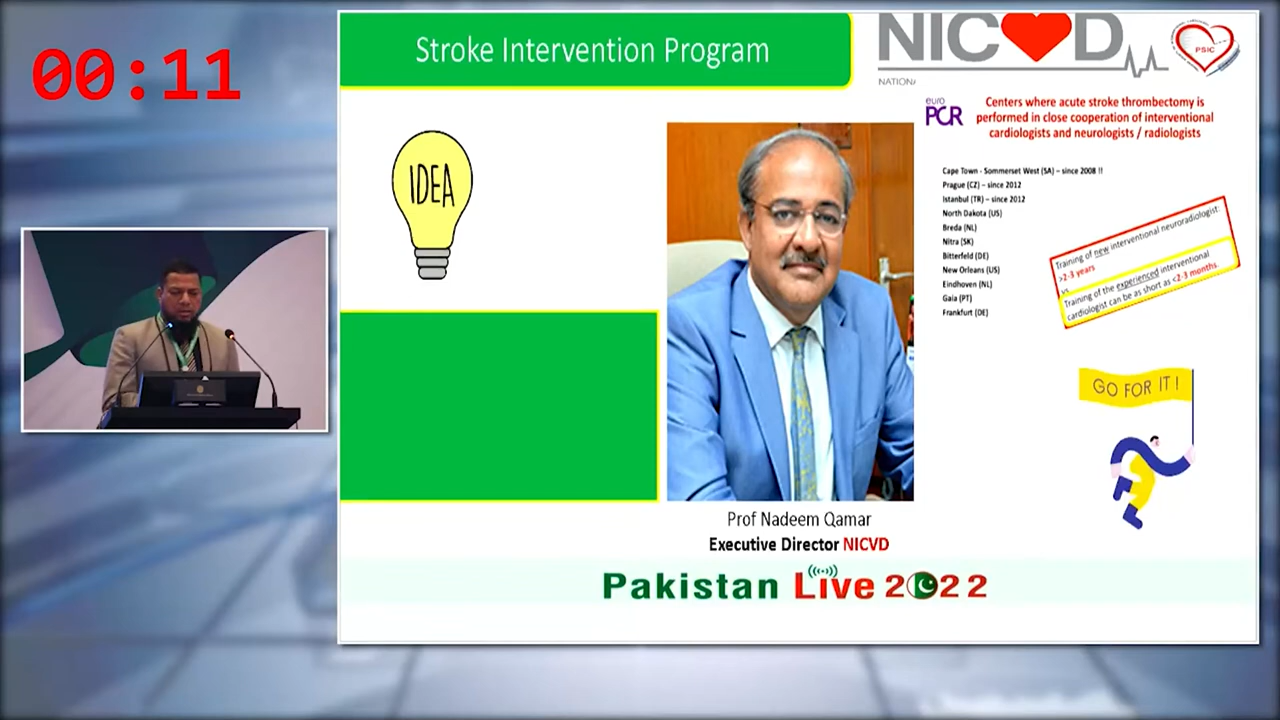 00:11
Stroke Intervention Program
NICVD
NATION
PSIC
euro
PCR
Centers where acute stroke thrombectomy is
performed in close cooperation of interventional
cardiologists and neurologists / radiologists
IDEA
Cape Town - Sommerset West (SA) – since 2008 !!
Prague (CZ) – since 2012
Istanbul (TR) – since 2012
North Dakota (US)
Breda (NL)
Nitra (SK)
Bitterfeld (DE)
New Orleans (US)
Eindhoven (NL)
Gaia (PT)
Frankfurt (DE)
Training of new interventional neuroradiologist:
>2-3 years
vs
Training of the experienced interventional
cardiologist can be as short as <2-3 months.
GO FOR IT !
Prof Nadeem Qamar
Executive Director NICVD
Pakistan Live 2022